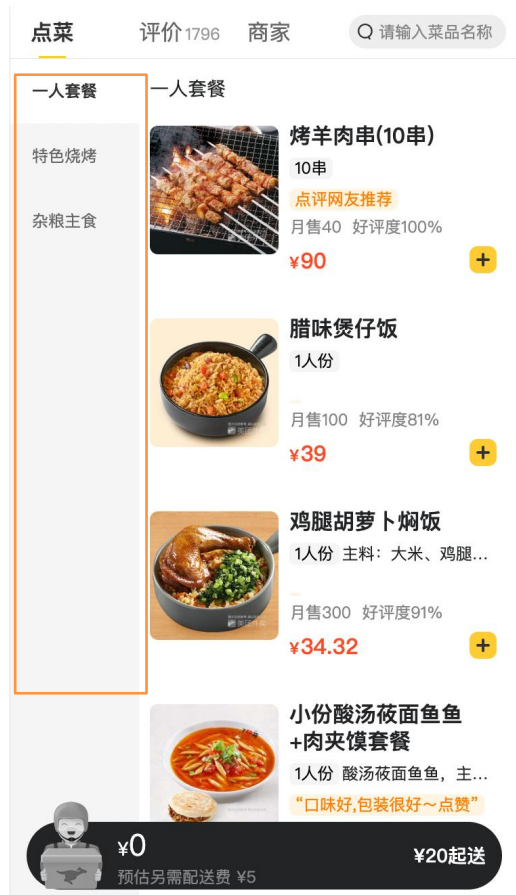 点菜
评价 1796
商家
请输入菜品名称
一人套餐
特色烧烤
杂粮主食
一人套餐
烤羊肉串(10串)
10串
点评网友推荐
月售40 好评度100%
¥90
腊味煲仔饭
1人份
月售100 好评度81%
¥39
鸡腿胡萝卜焖饭
1人份 主料：大米、鸡腿...
月售300 好评度91%
¥34.32
小份酸汤莜面鱼鱼
+肉夹馍套餐
1人份 酸汤莜面鱼鱼，主...
“口味好,包装很好～点赞”
¥0
预估另需配送费 ¥5
¥20起送